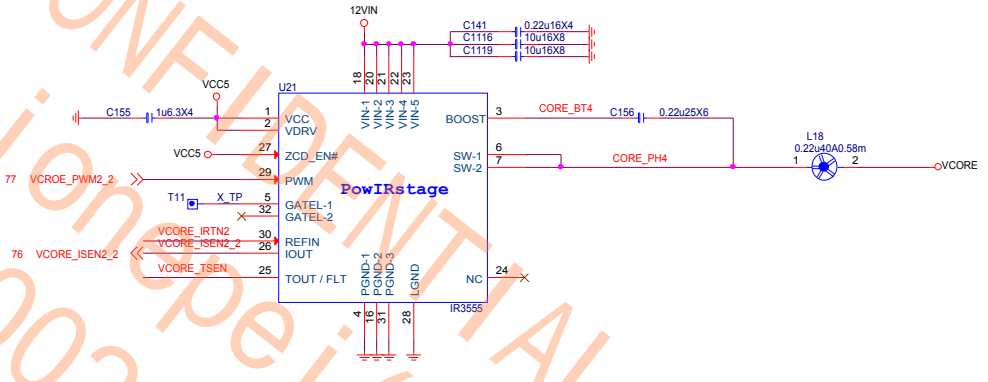 12VIN
C141 0.22u16X4
C1116 10u16X8
C1119 10u16X8
18 20 21 22 23
VCC5
U21
C155 1u6.3X4
1 VCC
2 VDRV
VIN-1 VIN-2 VIN-3 VIN-4 VIN-5
BOOST 3 CORE_BT4 C156 0.22u25X6
VCC5 27 ZCD_EN#
SW-1 6
SW-2 7 CORE_PH4
L18
0.22u40A0.58m
1 2 VCORE
77 VCROE_PWM2_2 29 PWM
PowIRstage
T11 X_TP 5 GATEL-1
32 GATEL-2
VCORE_IRTN2 30 REFIN
76 VCORE_ISEN2_2 VCORE_ISEN2_2 26 IOUT
VCORE_TSEN 25 TOUT / FLT
PGND-1 PGND-2 PGND-3 LGND
NC 24
4 16 31 28
IR3555
CONFIDENTIAL